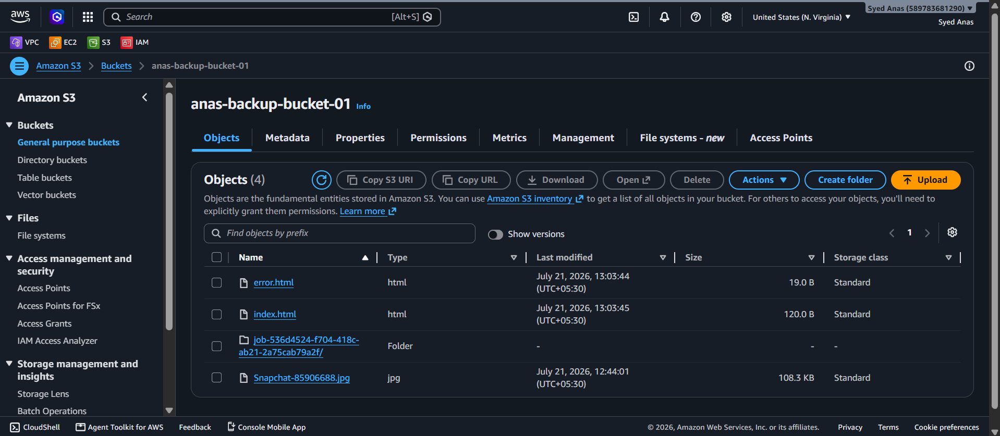 aws
Search [Alt+S]
United States (N. Virginia)
Syed Anas (589783681290)
Syed Anas
VPC EC2 S3 IAM
Amazon S3 Buckets anas-backup-bucket-01
Amazon S3
Buckets
General purpose buckets
Directory buckets
Table buckets
Vector buckets
Files
File systems
Access management and
security
Access Points
Access Points for FSx
Access Grants
IAM Access Analyzer
Storage management and
insights
Storage Lens
Batch Operations
anas-backup-bucket-01 Info
Objects Metadata Properties Permissions Metrics Management File systems - new Access Points
Objects (4) Copy S3 URI Copy URL Download Open Delete Actions Create folder Upload
Objects are the fundamental entities stored in Amazon S3. You can use Amazon S3 inventory to get a list of all objects in your bucket. For others to access your objects, you'll need to
explicitly grant them permissions. Learn more
Find objects by prefix Show versions 1
Name Type Last modified Size Storage class
error.html html July 21, 2026, 13:03:44 (UTC+05:30) 19.0 B Standard
index.html html July 21, 2026, 13:03:45 (UTC+05:30) 120.0 B Standard
job-536d4524-f704-418c-
ab21-2a75cab79a2f/ Folder - - -
Snapchat-85906688.jpg jpg July 21, 2026, 12:44:01 (UTC+05:30) 108.3 KB Standard
CloudShell Agent Toolkit for AWS Feedback Console Mobile App © 2026, Amazon Web Services, Inc. or its affiliates. Privacy Terms Cookie preferences